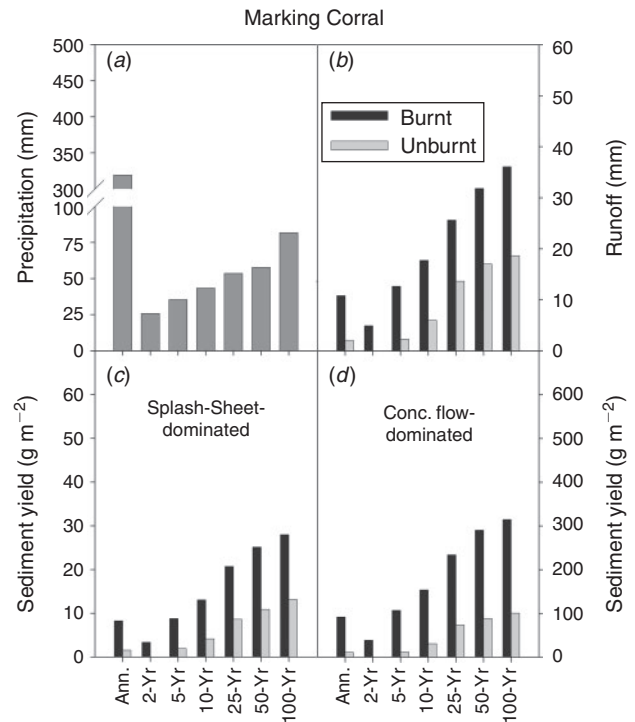 Marking Corral
(a)
500
450
400
350
300
100
75
50
25
0
Precipitation (mm)
(b)
Burnt
Unburnt
60
50
40
30
20
10
0
Runoff (mm)
(c)
Splash-Sheet-
dominated
60
50
40
30
20
10
0
Sediment yield (g m−2)
Ann.
2-Yr
5-Yr
10-Yr
25-Yr
50-Yr
100-Yr
(d)
Conc. flow-
dominated
600
500
400
300
200
100
0
Sediment yield (g m−2)
Ann.
2-Yr
5-Yr
10-Yr
25-Yr
50-Yr
100-Yr